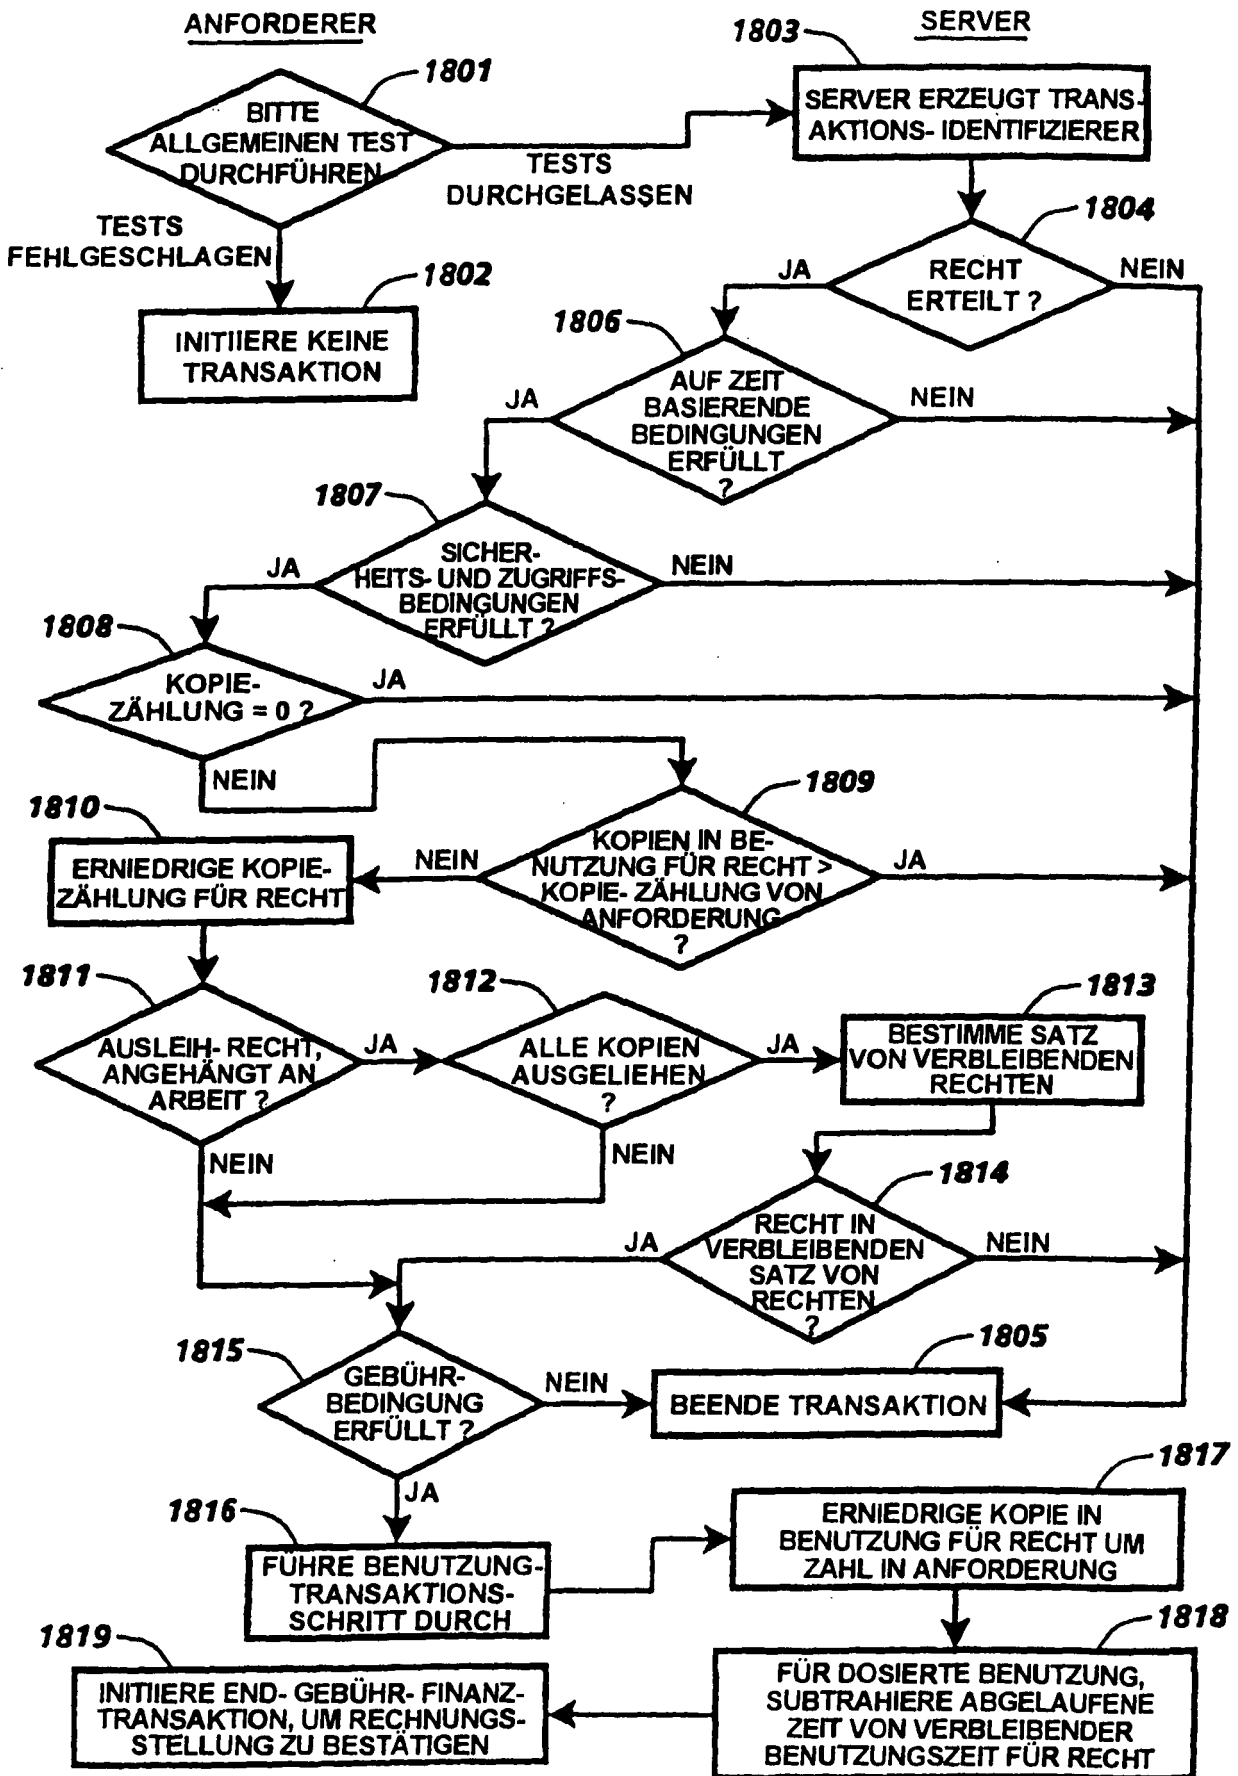 ANFORDERER
SERVER
1801
BITTE
ALLGEMEINEN TEST
DURCHFÜHREN
TESTS
DURCHGELASSEN
TESTS
FEHLGESCHLAGEN
1802
INITIIERE KEINE
TRANSAKTION
1803
SERVER ERZEUGT TRANS-
AKTIONS- IDENTIFIZIERER
1804
RECHT
ERTEILT ?
JA
NEIN
1806
AUF ZEIT
BASIERENDE
BEDINGUNGEN
ERFÜLLT
?
JA
NEIN
1807
SICHER-
HEITS- UND ZUGRIFFS-
BEDINGUNGEN
ERFÜLLT ?
JA
NEIN
1808
KOPIE-
ZÄHLUNG = 0 ?
JA
NEIN
1809
KOPIEN IN BE-
NUTZUNG FÜR RECHT >
KOPIE- ZÄHLUNG VON
ANFORDERUNG
?
NEIN
JA
1810
ERNIEDRIGE KOPIE-
ZÄHLUNG FÜR RECHT
1811
AUSLEIH- RECHT,
ANGEHÄNGT AN
ARBEIT ?
JA
NEIN
1812
ALLE KOPIEN
AUSGELIEHEN
?
JA
NEIN
1813
BESTIMME SATZ
VON VERBLEIBENDEN
RECHTEN
1814
RECHT IN
VERBLEIBENDEN
SATZ VON
RECHTEN
?
JA
NEIN
1815
GEBÜHR-
BEDINGUNG
ERFÜLLT ?
NEIN
JA
1805
BEENDE TRANSAKTION
1816
FÜHRE BENUTZUNG-
TRANSAKTIONS-
SCHRITT DURCH
1817
ERNIEDRIGE KOPIE IN
BENUTZUNG FÜR RECHT UM
ZAHL IN ANFORDERUNG
1818
FÜR DOSIERTE BENUTZUNG,
SUBTRAHIERE ABGELAUFENE
ZEIT VON VERBLEIBENDER
BENUTZUNGSZEIT FÜR RECHT
1819
INITIIERE END- GEBÜHR- FINANZ-
TRANSAKTION, UM RECHNUNGS-
STELLUNG ZU BESTÄTIGEN